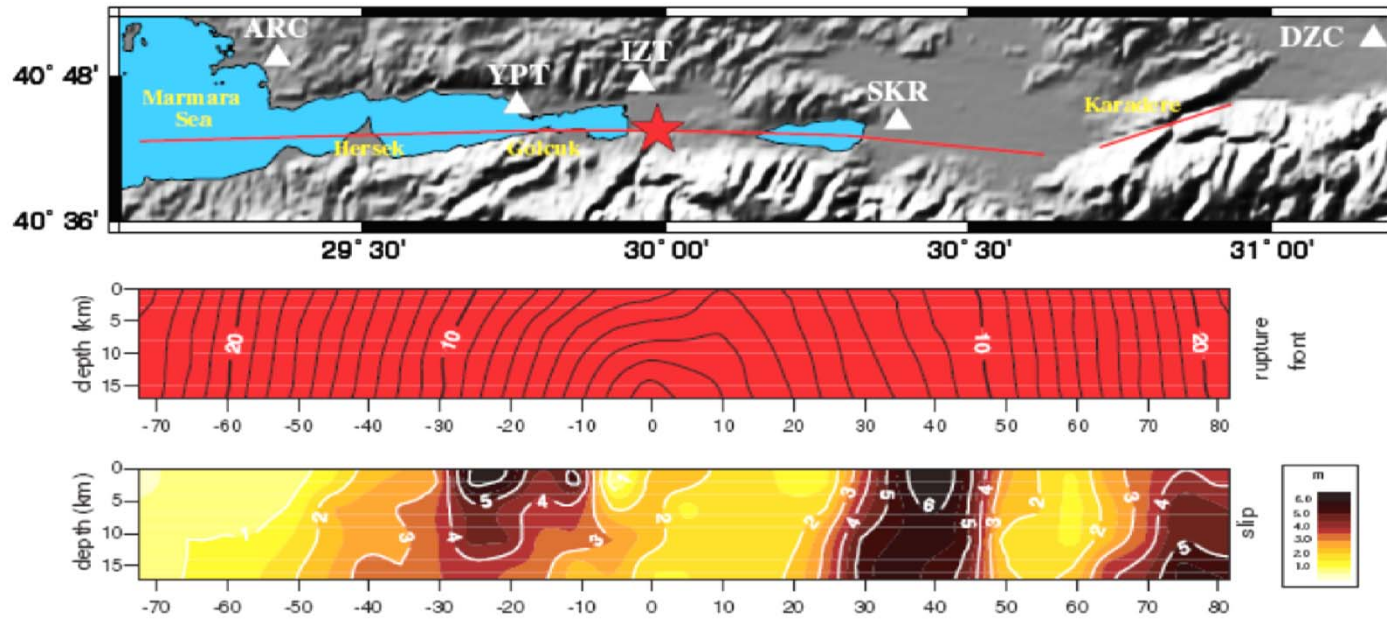 ARC
IZT
DZC
40° 48'
YPT
Marmara
Sea
SKR
Karadere
Hersek
Golcuk
40° 36'
29° 30'
30° 00'
30° 30'
31° 00'
depth (km)
0
5
10
15
20
10
10
20
rupture
front
-70 -60 -50 -40 -30 -20 -10 0 10 20 30 40 50 60 70 80
depth (km)
0
5
10
15
1 2 3 4 5 4 3 2 2 3 4 5 6 5 4 3 2 2 3 4 5
slip
m
6.0
5.0
4.0
3.0
2.0
1.0
-70 -60 -50 -40 -30 -20 -10 0 10 20 30 40 50 60 70 80